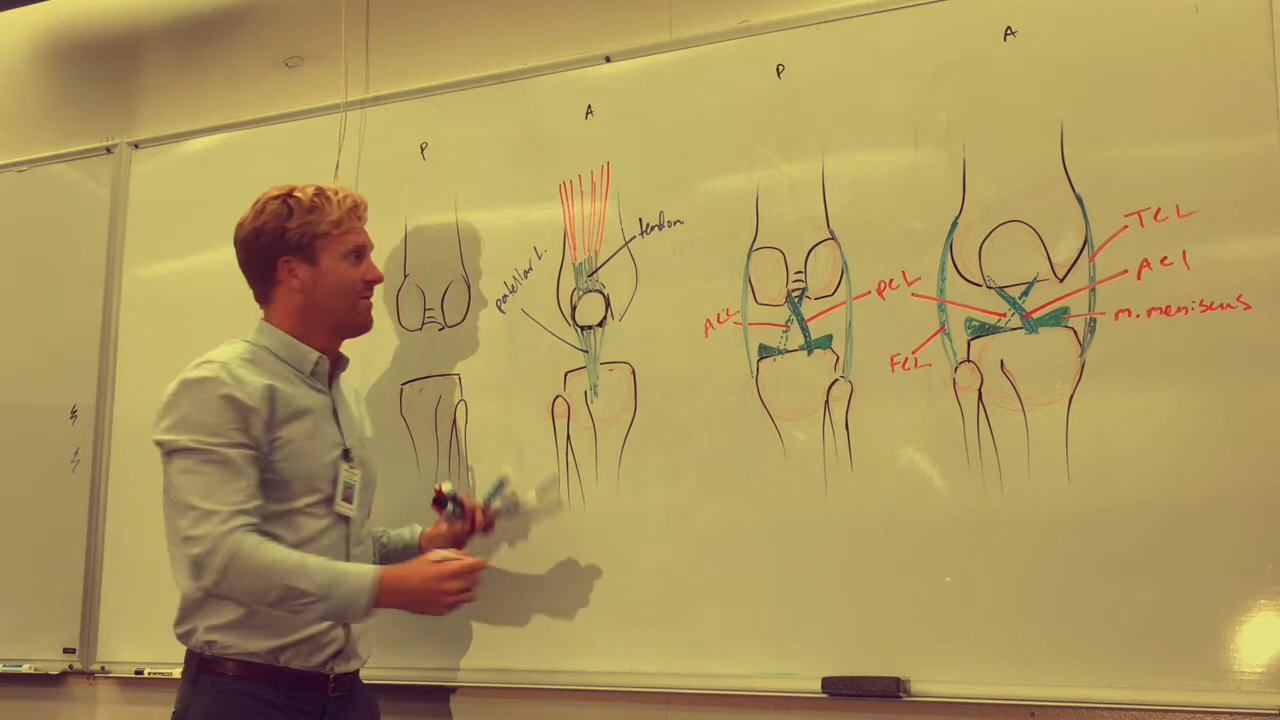 P
A
P
A
patellar L.
tendon
ACL
PCL
TCL
ACL
m.meniscus
FCL